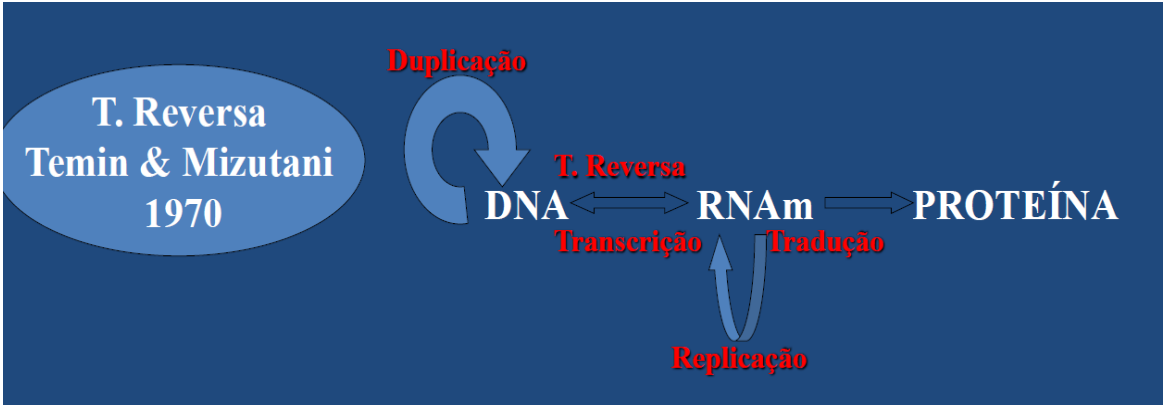 T. Reversa
Temin & Mizutani
1970
Duplicação
T. Reversa
DNA
RNAm
PROTEÍNA
Transcrição
Tradução
Replicação